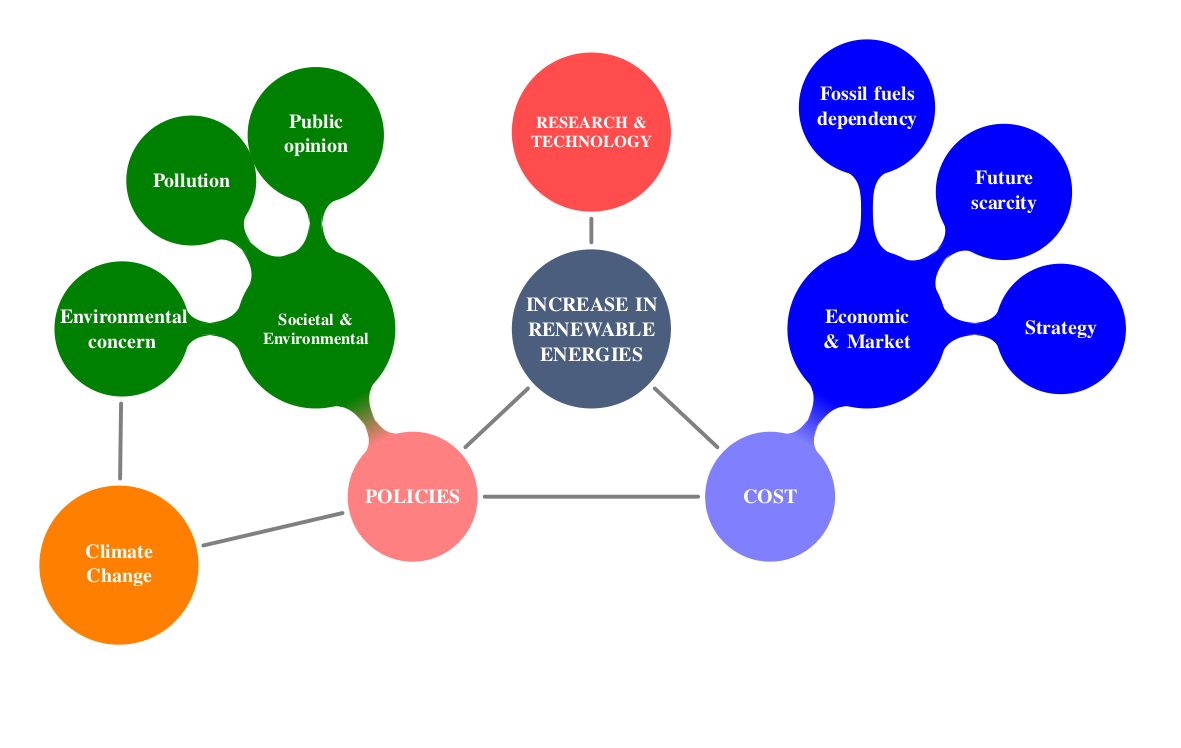 Public
opinion
Pollution
Environmental
concern
Societal &
Environmental
RESEARCH &
TECHNOLOGY
INCREASE IN
RENEWABLE
ENERGIES
Fossil fuels
dependency
Future
scarcity
Strategy
Economic
& Market
POLICIES
COST
Climate
Change